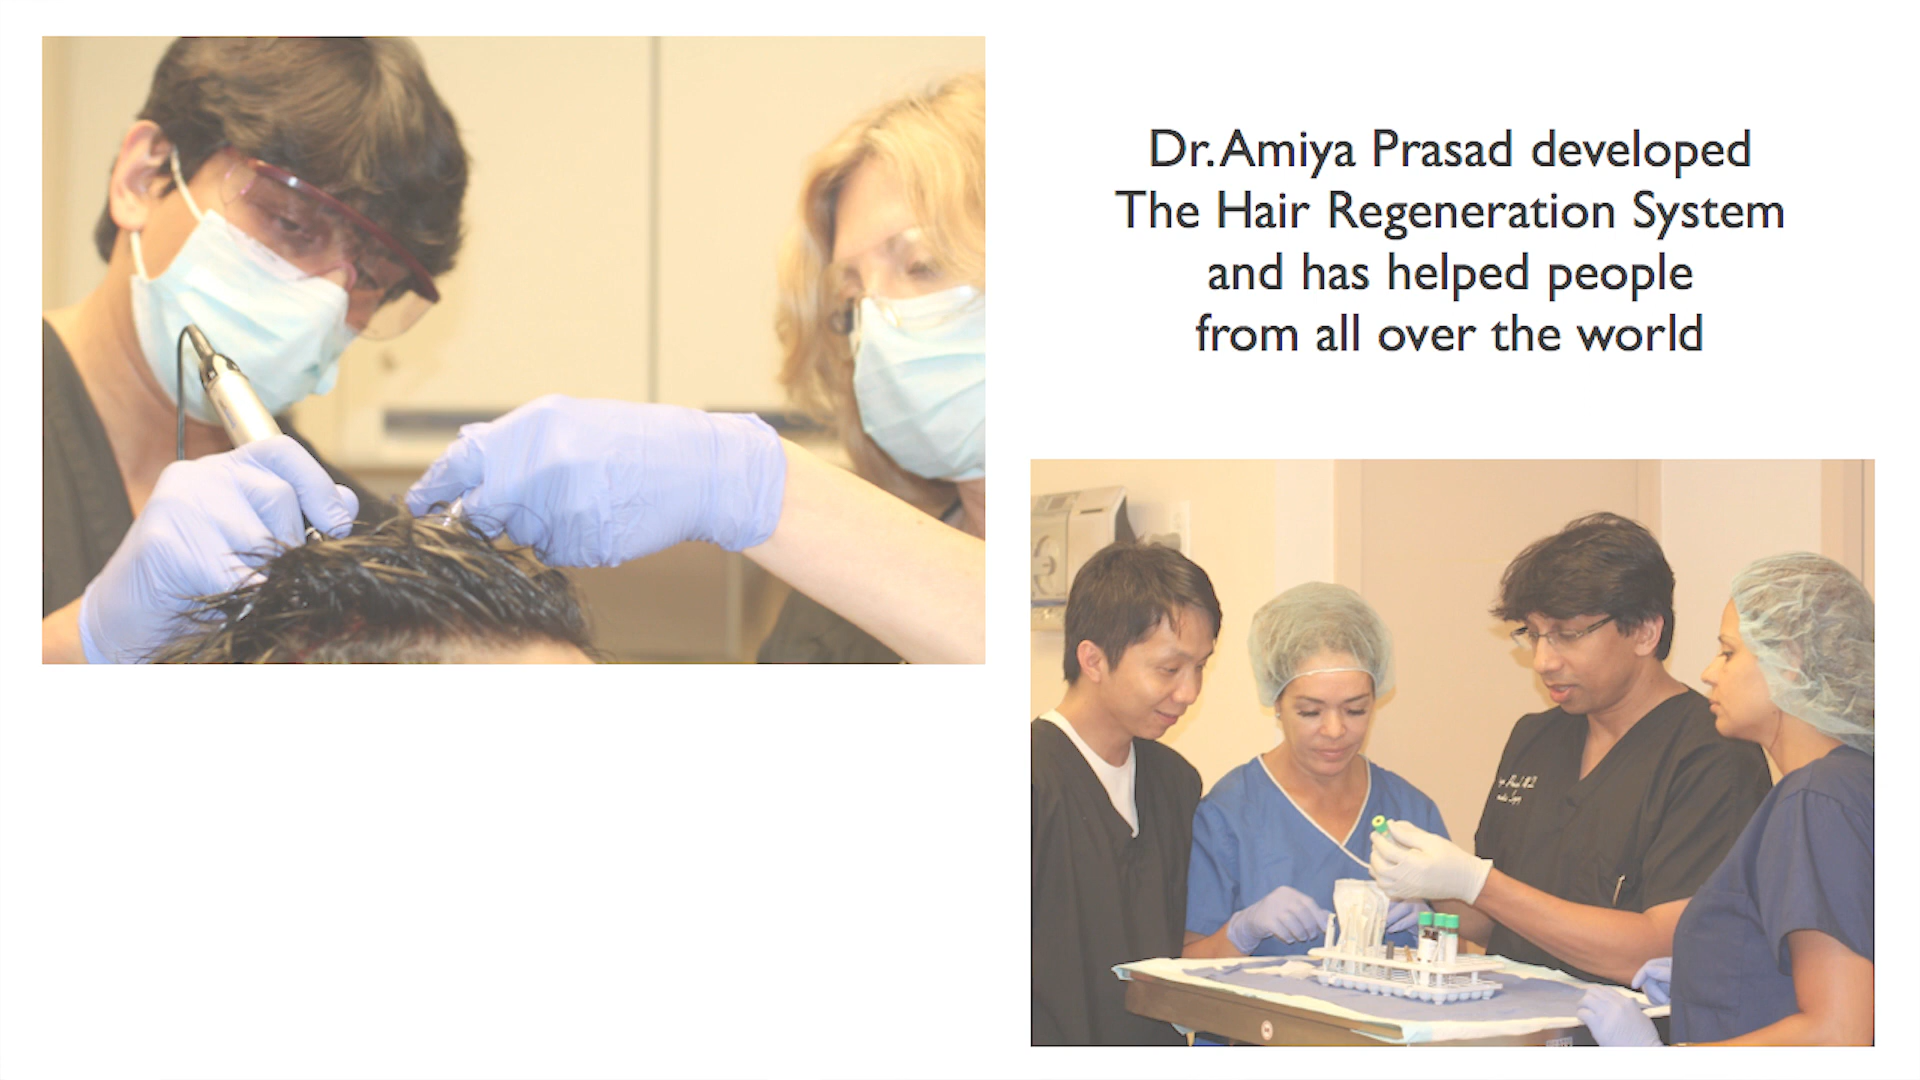 Dr. Amiya Prasad developed
The Hair Regeneration System
and has helped people
from all over the world